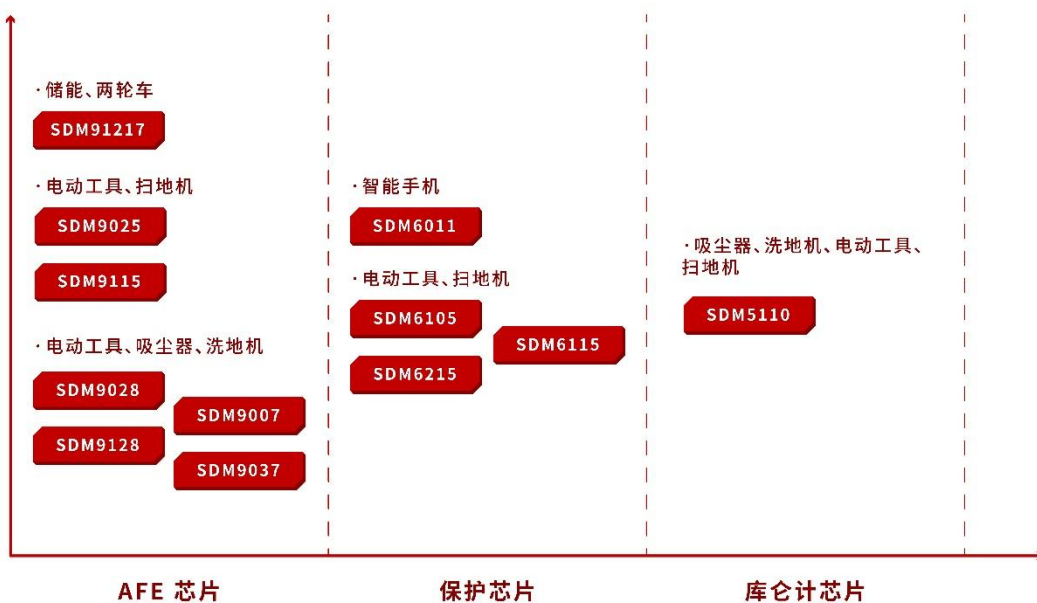 ·储能、两轮车
SDM91217
·电动工具、扫地机
SDM9025
SDM9115
·电动工具、吸尘器、洗地机
SDM9028
SDM9007
SDM9128
SDM9037
·智能手机
SDM6011
·电动工具、扫地机
SDM6105
SDM6115
SDM6215
·吸尘器、洗地机、电动工具、
扫地机
SDM5110
AFE 芯片
保护芯片
库仑计芯片